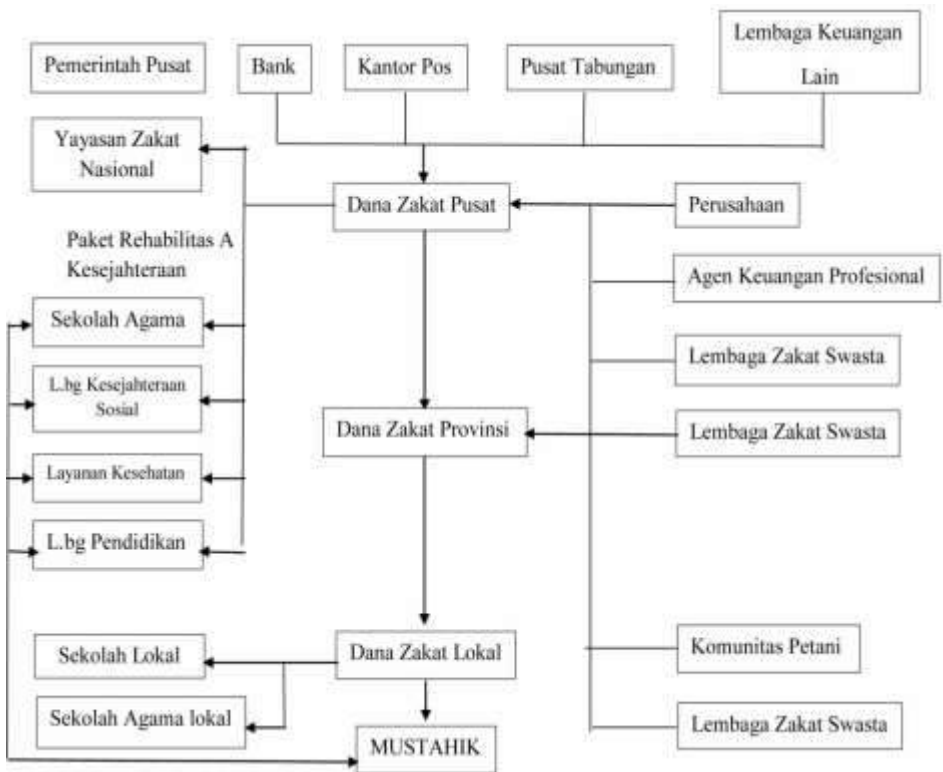 Pemerintah Pusat
Bank
Kantor Pos
Pusat Tabungan
Lembaga Keuangan
Lain
Yayasan Zakat
Nasional
Dana Zakat Pusat
Perusahaan
Paket Rehabilitas A
Kesejahteraan
Agen Keuangan Profesional
Sekolah Agama
Lembaga Zakat Swasta
L.bg Kesejahteraan
Sosial
Dana Zakat Provinsi
Lembaga Zakat Swasta
Layanan Kesehatan
L.bg Pendidikan
Sekolah Lokal
Dana Zakat Lokal
Komunitas Petani
Sekolah Agama lokal
Lembaga Zakat Swasta
MUSTAHIK